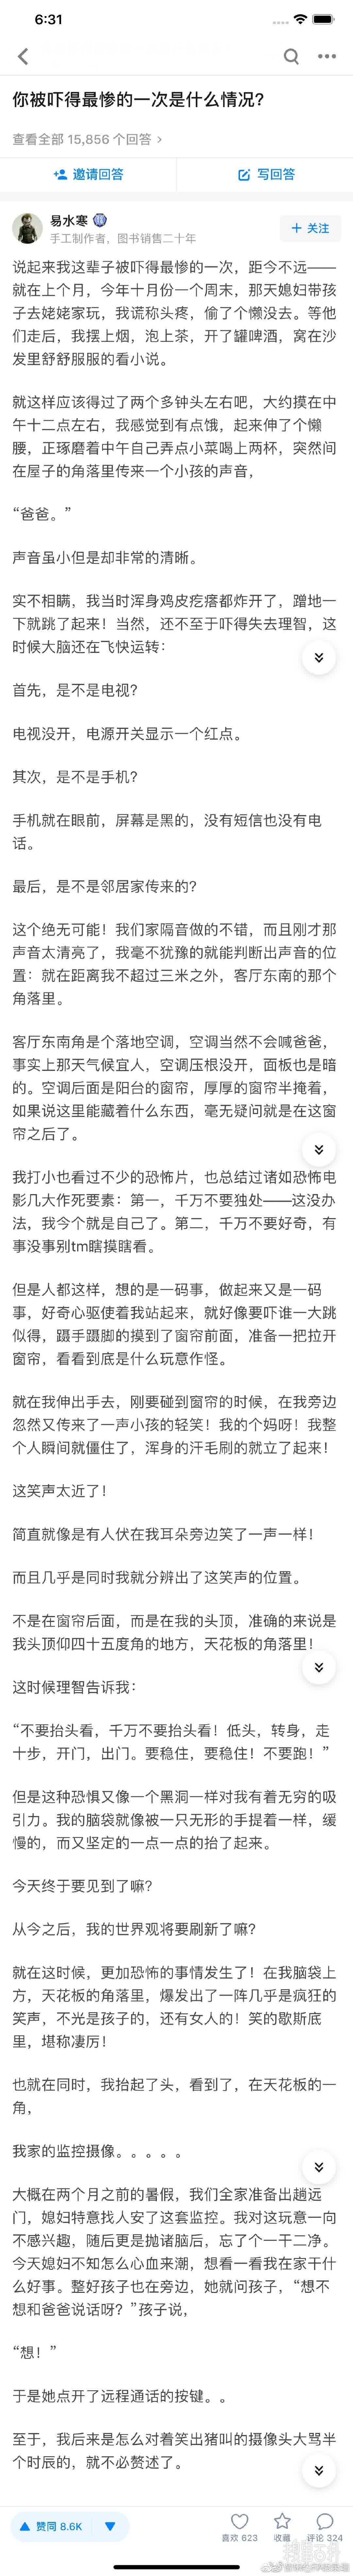 6:31
你被吓得最惨的一次是什么情况?
查看全部 15,856 个回答 >
邀请回答
写回答
易水寒
手工制作者，图书销售二十年
+ 关注
说起来我这辈子被吓得最惨的一次，距今不远——
就在上个月，今年十月份一个周末，那天媳妇带孩
子去姥姥家玩，我谎称头疼，偷了个懒没去。等他
们走后，我摆上烟，泡上茶，开了罐啤酒，窝在沙
发里舒舒服服的看小说。
就这样应该得过了两个多钟头左右吧，大约摸在中
午十二点左右，我感觉到有点饿，起来伸了个懒
腰，正琢磨着中午自己弄点小菜喝上两杯，突然间
在屋子的角落里传来一个小孩的声音，
“爸爸。”
声音虽小但是却非常的清晰。
实不相瞒，我当时浑身鸡皮疙瘩都炸开了，蹭地一
下就跳了起来！当然，还不至于吓得失去理智，这
时候大脑还在飞快运转：
首先，是不是电视？
电视没开，电源开关显示一个红点。
其次，是不是手机？
手机就在眼前，屏幕是黑的，没有短信也没有电
话。
最后，是不是邻居家传来的？
这个绝无可能！我们家隔音做的不错，而且刚才那
声音太清亮了，我毫不犹豫的就能判断出声音的位
置：就在距离我不超过三米之外，客厅东南的那个
角落里。
客厅东南角是个落地空调，空调当然不会喊爸爸，
事实上那天气候宜人，空调压根没开，面板也是暗
的。空调后面是阳台的窗帘，厚厚的窗帘半掩着，
如果说这里能藏着什么东西，毫无疑问就是在这窗
帘之后了。
我打小也看过不少的恐怖片，也总结过诸如恐怖电
影几大作死要素：第一，千万不要独处——这没办
法，我今个就是自己了。第二，千万不要好奇，有
事没事别tm瞎摸瞎看。
但是人都这样，想的是一码事，做起来又是一码
事，好奇心驱使着我站起来，就好像要吓谁一大跳
似得，蹑手蹑脚的摸到了窗帘前面，准备一把拉开
窗帘，看看到底是什么玩意作怪。
就在我伸出手去，刚要碰到窗帘的时候，在我旁边
忽然又传来了一声小孩的轻笑！我的个妈呀！我整
个人瞬间就僵住了，浑身的汗毛刷的就立了起来！
这笑声太近了！
简直就像是有人伏在我耳朵旁边笑了一声一样！
而且几乎是同时我就分辨出了这笑声的位置。
不是在窗帘后面，而是在我的头顶，准确的来说是
我头顶仰四十五度角的地方，天花板的角落里！
这时候理智告诉我：
“不要抬头看，千万不要抬头看！低头，转身，走
十步，开门，出门。要稳住，要稳住！不要跑！”
但是这种恐惧又像一个黑洞一样对我有着无穷的吸
引力。我的脑袋就像被一只无形的手提着一样，缓
慢的，而又坚定的一点一点的抬了起来。
今天终于要见到了嘛？
从今之后，我的世界观将要刷新了嘛？
就在这时候，更加恐怖的事情发生了！在我脑袋上
方，天花板的角落里，爆发出了一阵几乎是疯狂的
笑声，不光是孩子的，还有女人的！笑的歇斯底
里，堪称凄厉！
也就在同时，我抬起了头，看到了，在天花板的一
角，
我家的监控摄像。。。。。
大概在两个月之前的暑假，我们全家准备出趟远
门，媳妇特意找人安了这套监控。我对这玩意一向
不感兴趣，随后更是抛诸脑后，忘了个一干二净。
今天媳妇不知怎么心血来潮，想看一看我在家干什
么好事。整好孩子也在旁边，她就问孩子，“想不
想和爸爸说话呀？”孩子说，
“想！”
于是她点开了远程通话的按键。。
至于，我后来是怎么对着笑出猪叫的摄像头大骂半
个时辰的，就不必赘述了。
赞同 8.6K
喜欢 623
收藏
评论 324